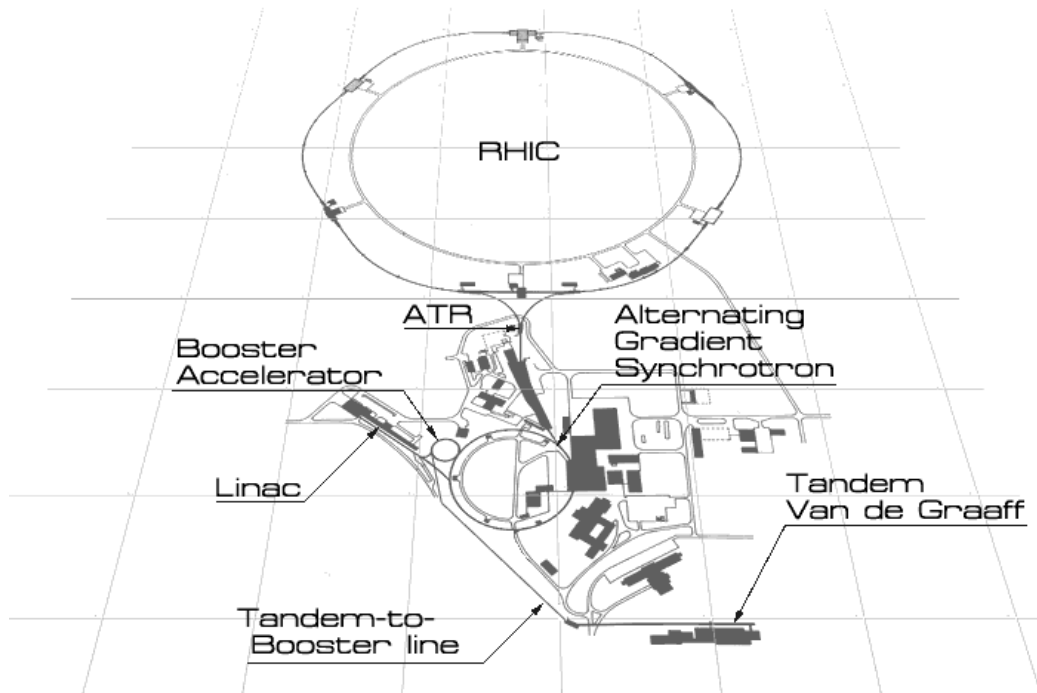 RHIC
ATR
Alternating
Gradient
Synchrotron
Booster
Accelerator
Linac
Tandem
Van de Graaff
Tandem-to-
Booster line